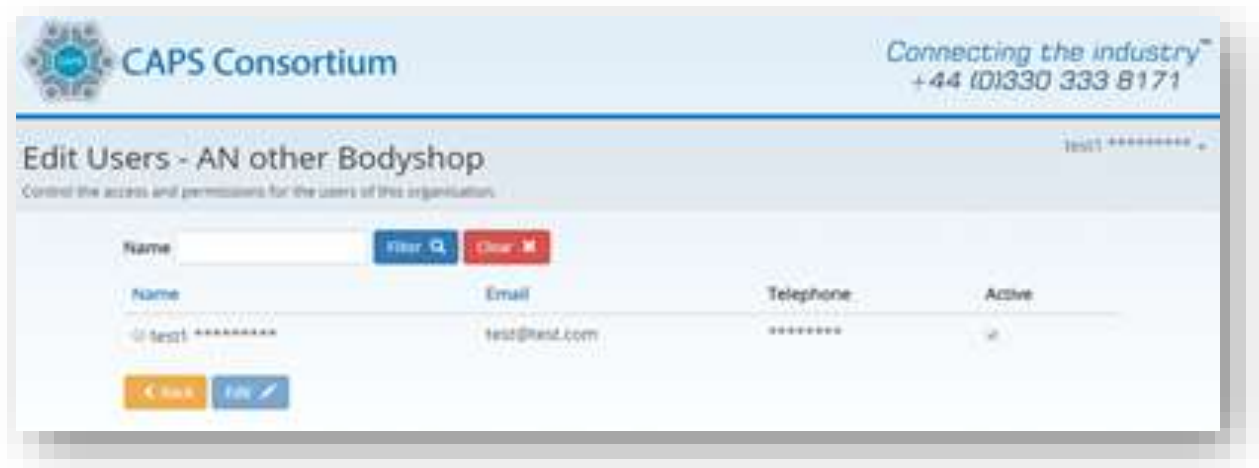 CAPS Consortium
Connecting the industry™
+44 (0)330 333 8171
Edit Users - AN other Bodyshop
test1 *********
Control the access and permissions for the users of this organisation.
Name
Filter
Clear
Name Email Telephone Active
test1 ********* test@test.com ********
Back
Edit